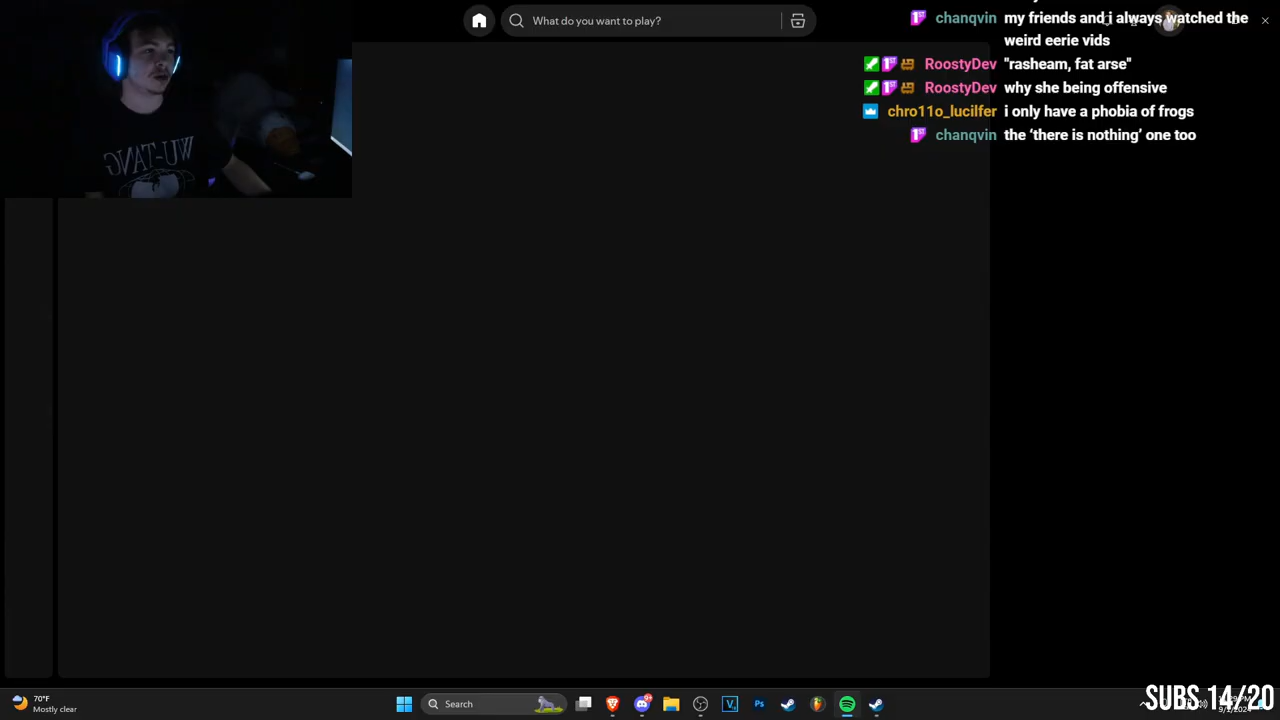 What do you want to play?
chanqvin my friends and i always watched the
weird eerie vids
RoostyDev "rasheam, fat arse"
RoostyDev why she being offensive
chro11o_lucilfer i only have a phobia of frogs
chanqvin the ‘there is nothing’ one too
WU-TANG
70°F
Mostly clear
Search
SUBS 14/20